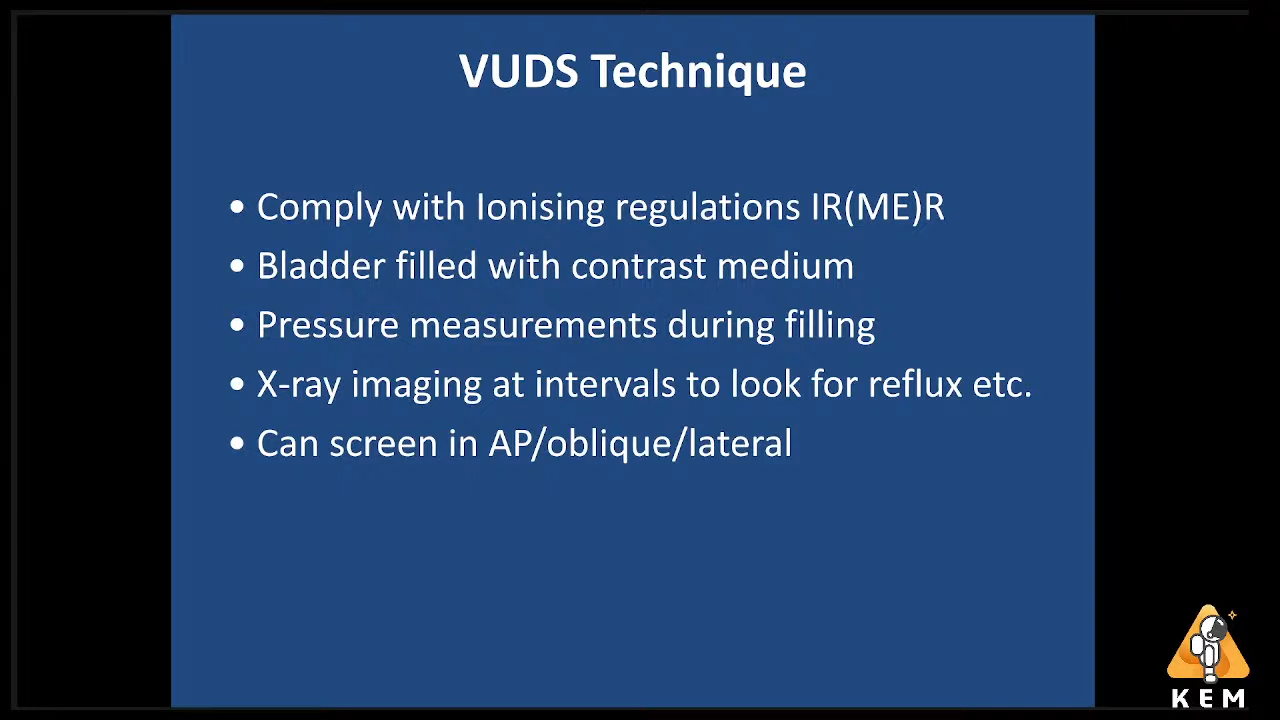 VUDS Technique
• Comply with Ionising regulations IR(ME)R
• Bladder filled with contrast medium
• Pressure measurements during filling
• X-ray imaging at intervals to look for reflux etc.
• Can screen in AP/oblique/lateral
KEM